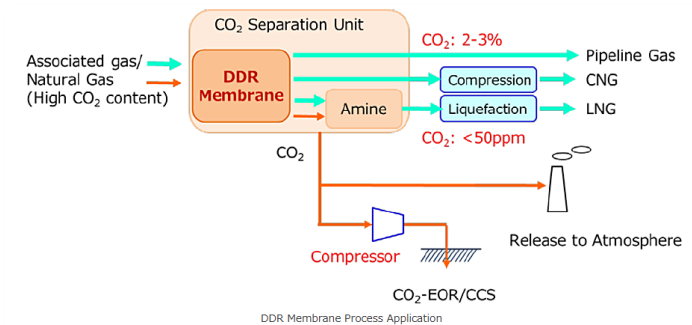 CO₂ Separation Unit
Associated gas/
Natural Gas
(High CO₂ content)
DDR
Membrane
Amine
CO₂: 2-3%
Pipeline Gas
Compression
CNG
Liquefaction
LNG
CO₂: <50ppm
CO₂
Release to Atmosphere
Compressor
CO₂-EOR/CCS
DDR Membrane Process Application